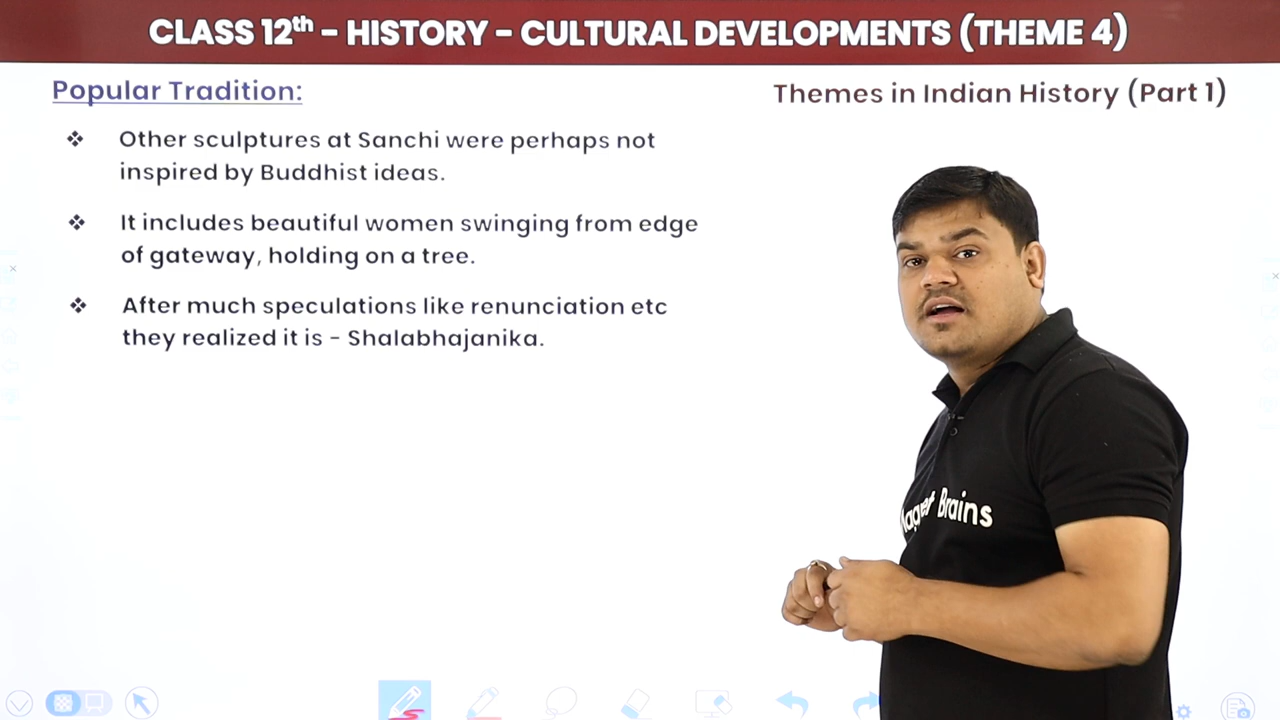 CLASS 12th – HISTORY – CULTURAL DEVELOPMENTS (THEME 4)
Popular Tradition:
Themes in Indian History (Part 1)
❖ Other sculptures at Sanchi were perhaps not
inspired by Buddhist ideas.
❖ It includes beautiful women swinging from edge
of gateway, holding on a tree.
❖ After much speculations like renunciation etc
they realized it is - Shalabhajanika.
Brains